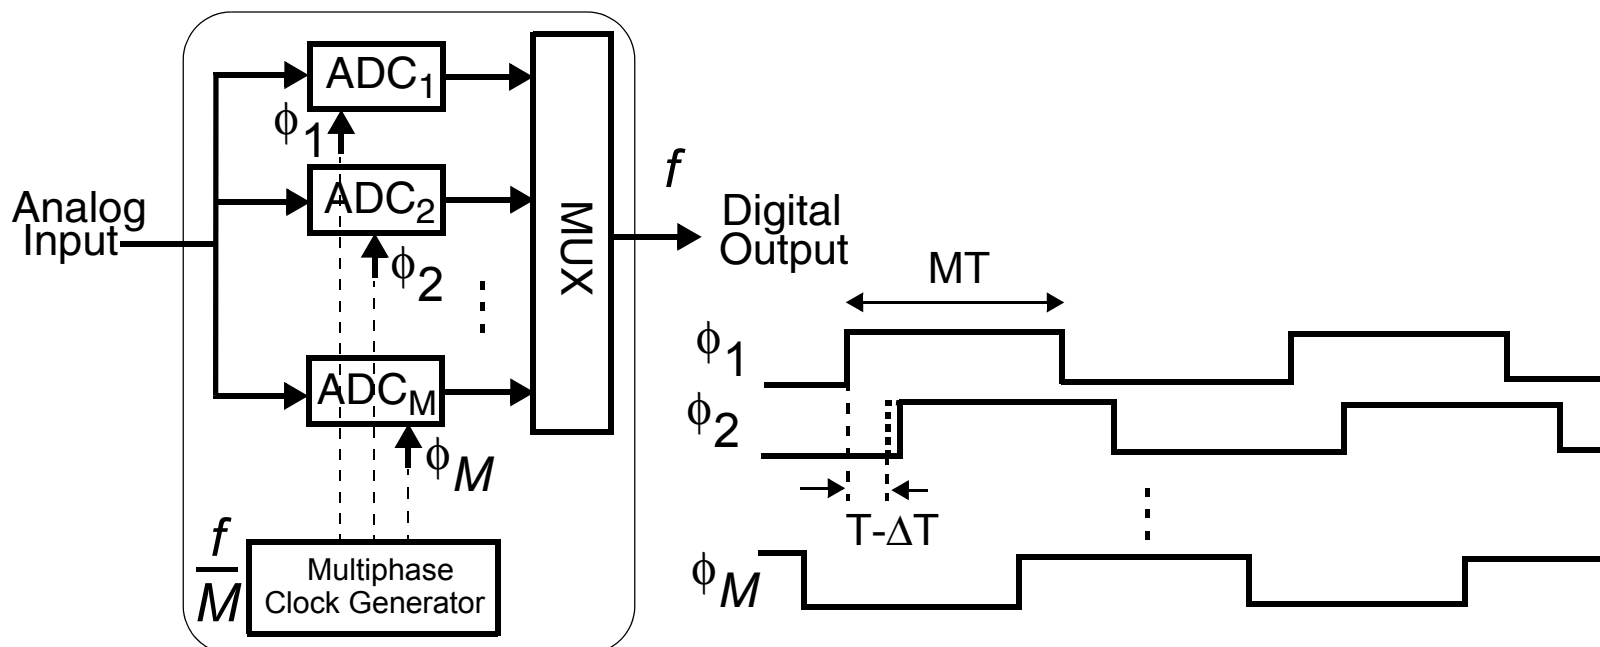 ADC1
ϕ1
ADC2
ϕ2
ADCM
ϕM
Analog
Input
MUX
f
Digital
Output
f
M
Multiphase
Clock Generator
MT
ϕ1
ϕ2
T-ΔT
ϕM